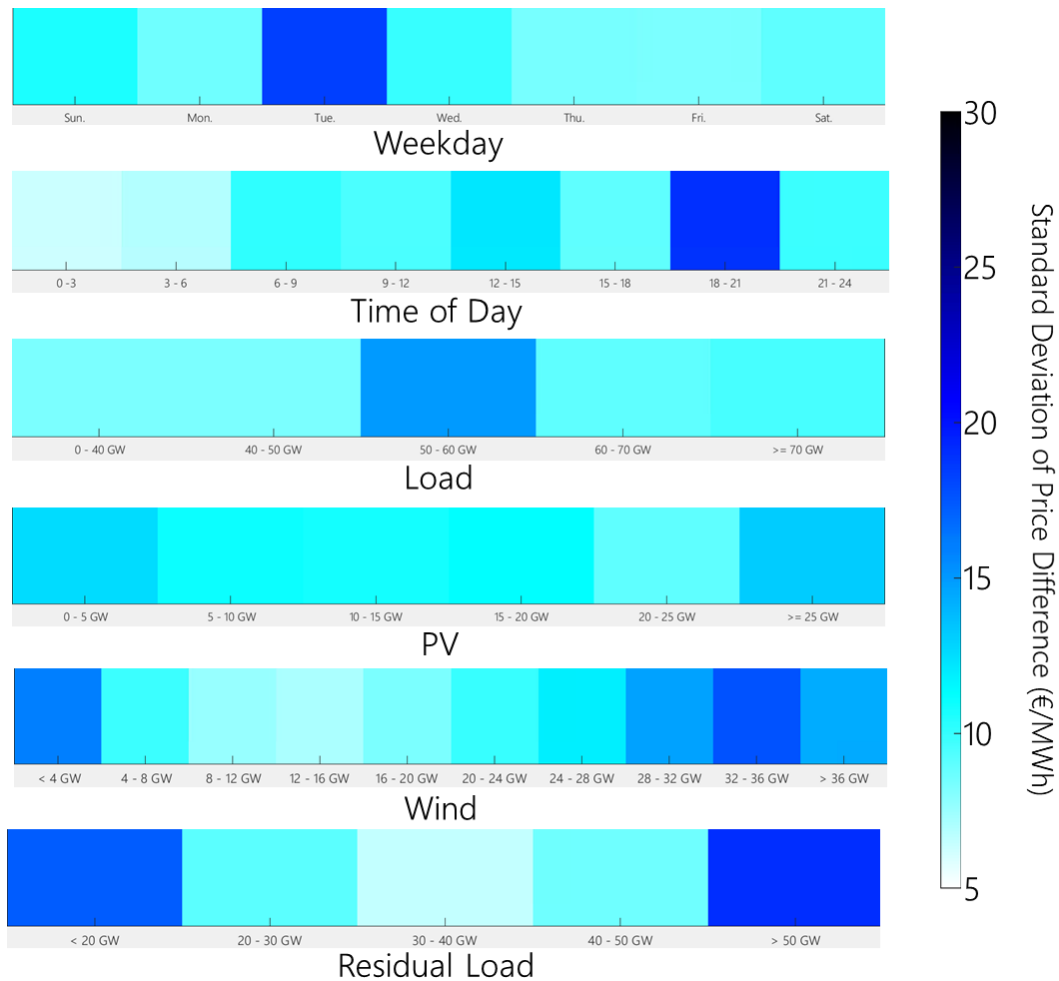 Sun. Mon. Tue. Wed. Thu. Fri. Sat.
Weekday
0 -3 3 - 6 6 - 9 9 - 12 12 - 15 15 - 18 18 - 21 21 - 24
Time of Day
0 - 40 GW 40 - 50 GW 50 - 60 GW 60 - 70 GW >= 70 GW
Load
0 - 5 GW 5 - 10 GW 10 - 15 GW 15 - 20 GW 20 - 25 GW >= 25 GW
PV
< 4 GW 4 - 8 GW 8 - 12 GW 12 - 16 GW 16 - 20 GW 20 - 24 GW 24 - 28 GW 28 - 32 GW 32 - 36 GW > 36 GW
Wind
< 20 GW 20 - 30 GW 30 - 40 GW 40 - 50 GW > 50 GW
Residual Load
30
25
20
15
10
5
Standard Deviation of Price Difference (€/MWh)